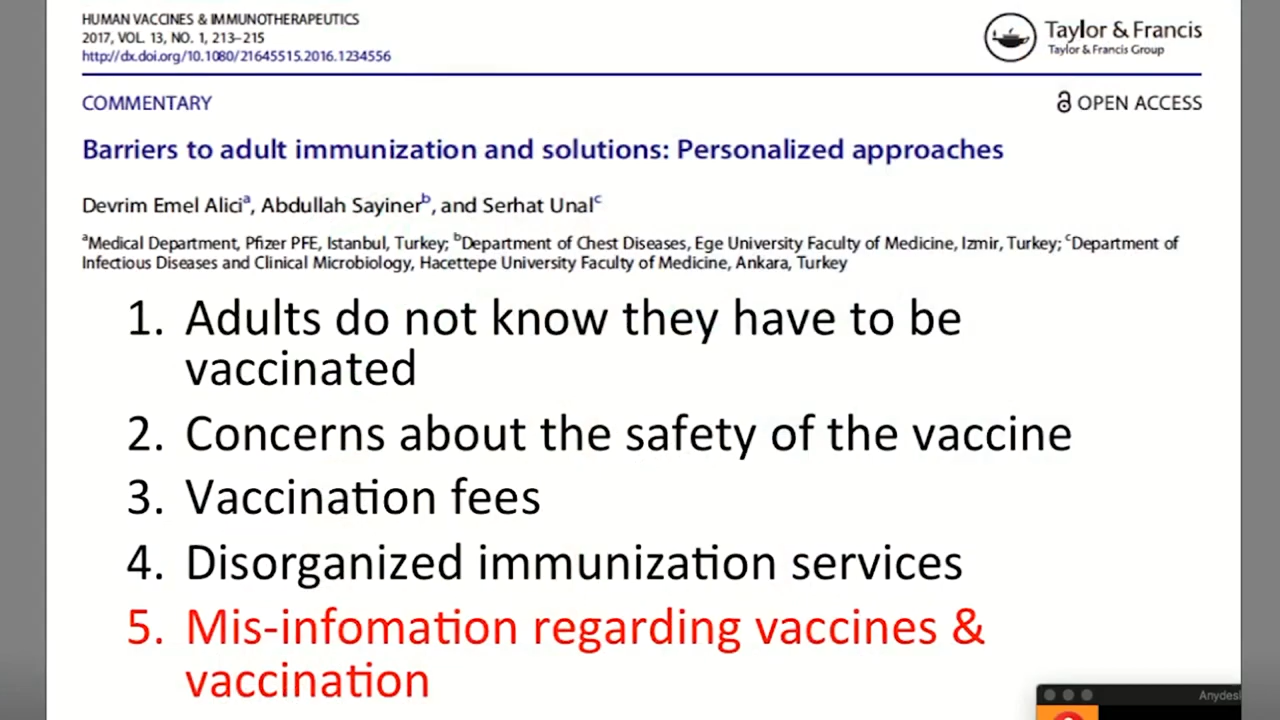 HUMAN VACCINES & IMMUNOTHERAPEUTICS
2017, VOL. 13, NO. 1, 213–215
http://dx.doi.org/10.1080/21645515.2016.1234556
Taylor & Francis
Taylor & Francis Group
COMMENTARY
OPEN ACCESS
Barriers to adult immunization and solutions: Personalized approaches
Devrim Emel Alici^a, Abdullah Sayiner^b, and Serhat Unal^c
^aMedical Department, Pfizer PFE, Istanbul, Turkey; ^bDepartment of Chest Diseases, Ege University Faculty of Medicine, Izmir, Turkey; ^cDepartment of
Infectious Diseases and Clinical Microbiology, Hacettepe University Faculty of Medicine, Ankara, Turkey
1. Adults do not know they have to be
vaccinated
2. Concerns about the safety of the vaccine
3. Vaccination fees
4. Disorganized immunization services
5. Mis-infomation regarding vaccines &
vaccination